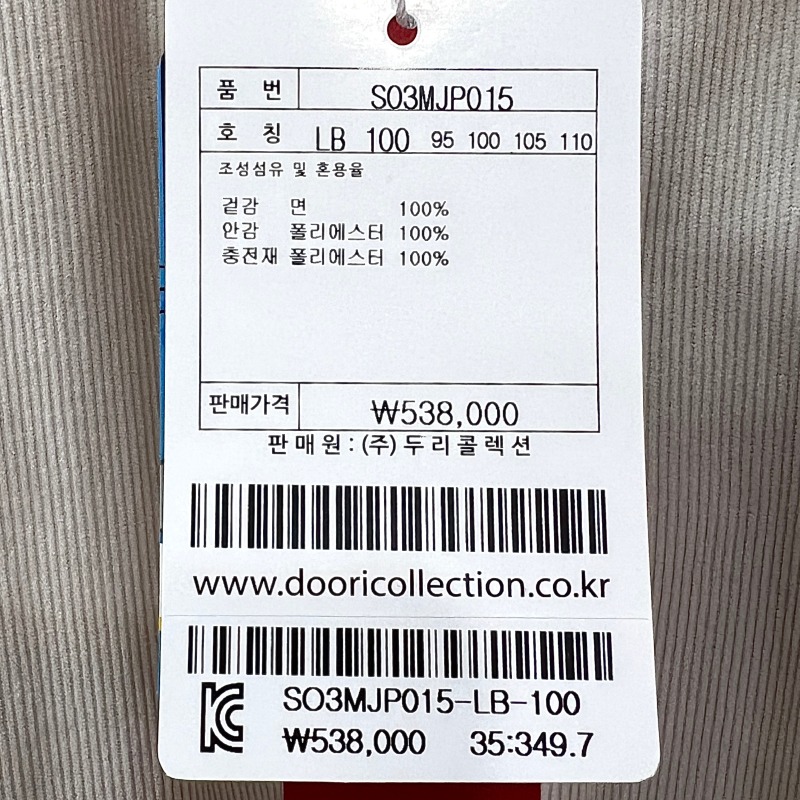 품 번 SO3MJP015
호 칭 LB 100 95 100 105 110
조성섬유 및 혼용율
겉감 면 100%
안감 폴리에스터 100%
충전재 폴리에스터 100%
판매가격 ₩538,000
판매원: (주)두리콜렉션
www.dooricollection.co.kr
SO3MJP015-LB-100
₩538,000 35:349.7